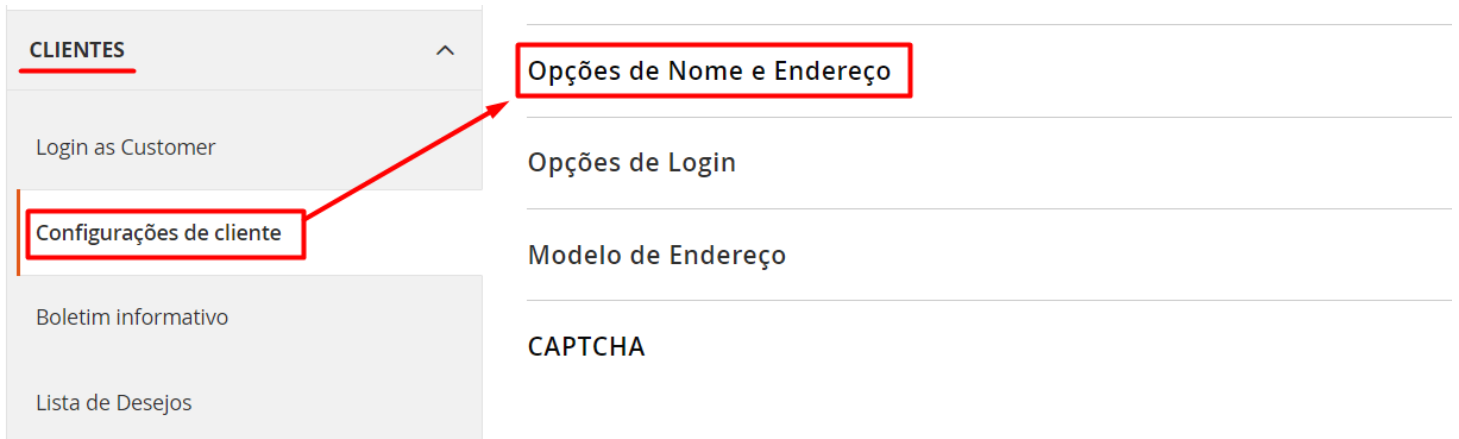 CLIENTES
Login as Customer
Configurações de cliente
Boletim informativo
Lista de Desejos
Opções de Nome e Endereço
Opções de Login
Modelo de Endereço
CAPTCHA